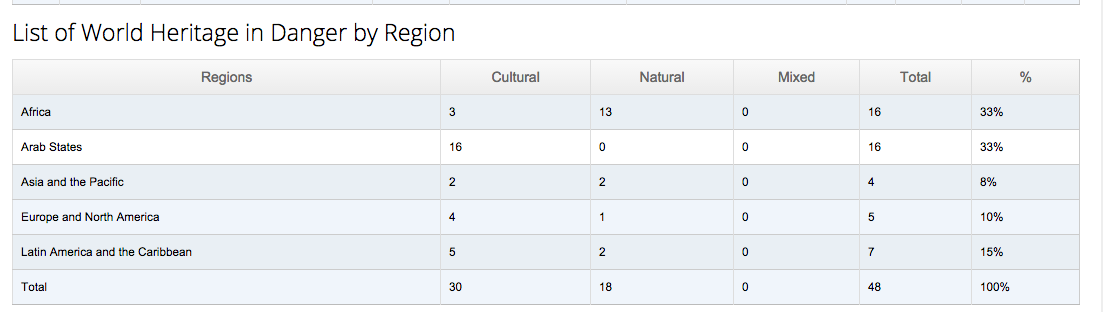 List of World Heritage in Danger by Region
Regions Cultural Natural Mixed Total %
Africa 3 13 0 16 33%
Arab States 16 0 0 16 33%
Asia and the Pacific 2 2 0 4 8%
Europe and North America 4 1 0 5 10%
Latin America and the Caribbean 5 2 0 7 15%
Total 30 18 0 48 100%